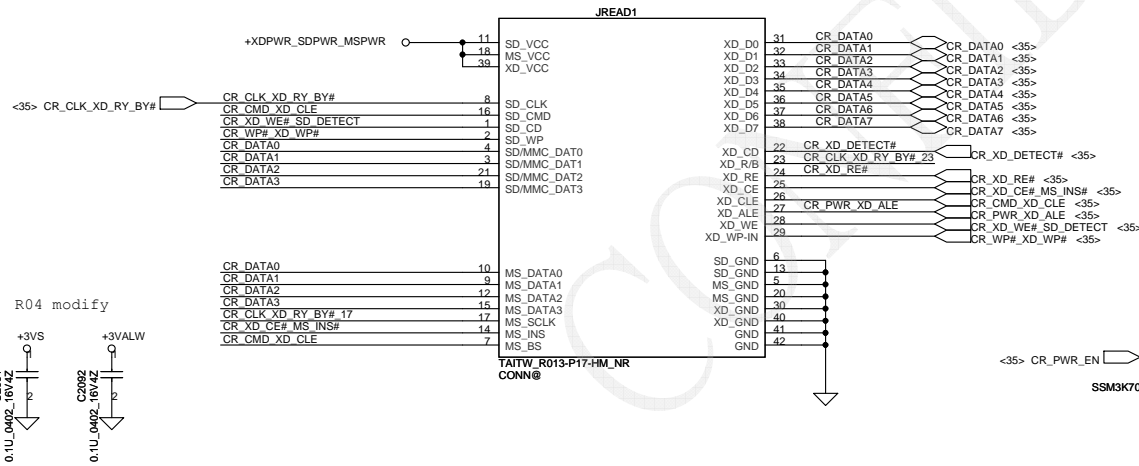 JREAD1
+XDPWR_SDPWR_MSPWR
11 SD_VCC
18 MS_VCC
39 XD_VCC
<35> CR_CLK_XD_RY_BY#
CR_CLK_XD_RY_BY# 8 SD_CLK
CR_CMD_XD_CLE 16 SD_CMD
CR_XD_WE#_SD_DETECT 1 SD_CD
CR_WP#_XD_WP# 2 SD_WP
CR_DATA0 4 SD/MMC_DAT0
CR_DATA1 3 SD/MMC_DAT1
CR_DATA2 21 SD/MMC_DAT2
CR_DATA3 19 SD/MMC_DAT3
CR_DATA0 10 MS_DATA0
CR_DATA1 9 MS_DATA1
CR_DATA2 12 MS_DATA2
CR_DATA3 15 MS_DATA3
CR_CLK_XD_RY_BY#_17 17 MS_SCLK
CR_XD_CE#_MS_INS# 14 MS_INS
CR_CMD_XD_CLE 7 MS_BS
XD_D0 31 CR_DATA0 CR_DATA0 <35>
XD_D1 32 CR_DATA1 CR_DATA1 <35>
XD_D2 33 CR_DATA2 CR_DATA2 <35>
XD_D3 34 CR_DATA3 CR_DATA3 <35>
XD_D4 35 CR_DATA4 CR_DATA4 <35>
XD_D5 36 CR_DATA5 CR_DATA5 <35>
XD_D6 37 CR_DATA6 CR_DATA6 <35>
XD_D7 38 CR_DATA7 CR_DATA7 <35>
XD_CD 22 CR_XD_DETECT# CR_XD_DETECT# <35>
XD_R/B 23 CR_CLK_XD_RY_BY#_23
XD_RE 24 CR_XD_RE# CR_XD_RE# <35>
XD_CE 25 CR_XD_CE#_MS_INS# <35>
XD_CLE 26 CR_CMD_XD_CLE <35>
XD_ALE 27 CR_PWR_XD_ALE CR_PWR_XD_ALE <35>
XD_WE 28 CR_XD_WE#_SD_DETECT <35>
XD_WP-IN 29 CR_WP#_XD_WP# <35>
SD_GND 6
SD_GND 13
MS_GND 5
MS_GND 20
XD_GND 30
XD_GND 40
GND 41
GND 42
TAITW_R013-P17-HM_NR
CONN@
R04 modify
+3VS
1
2
0.1U_0402_16V4Z
+3VALW
1
2
C2092
0.1U_0402_16V4Z
<35> CR_PWR_EN
SSM3K70